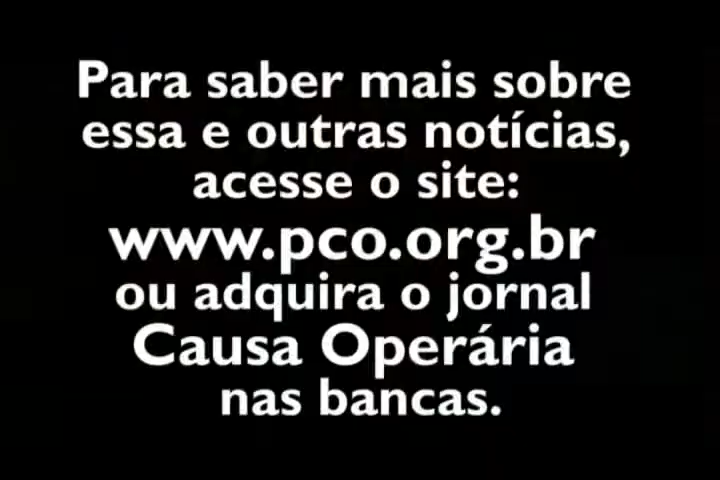 Para saber mais sobre
essa e outras notícias,
acesse o site:
www.pco.org.br
ou adquira o jornal
Causa Operária
nas bancas.